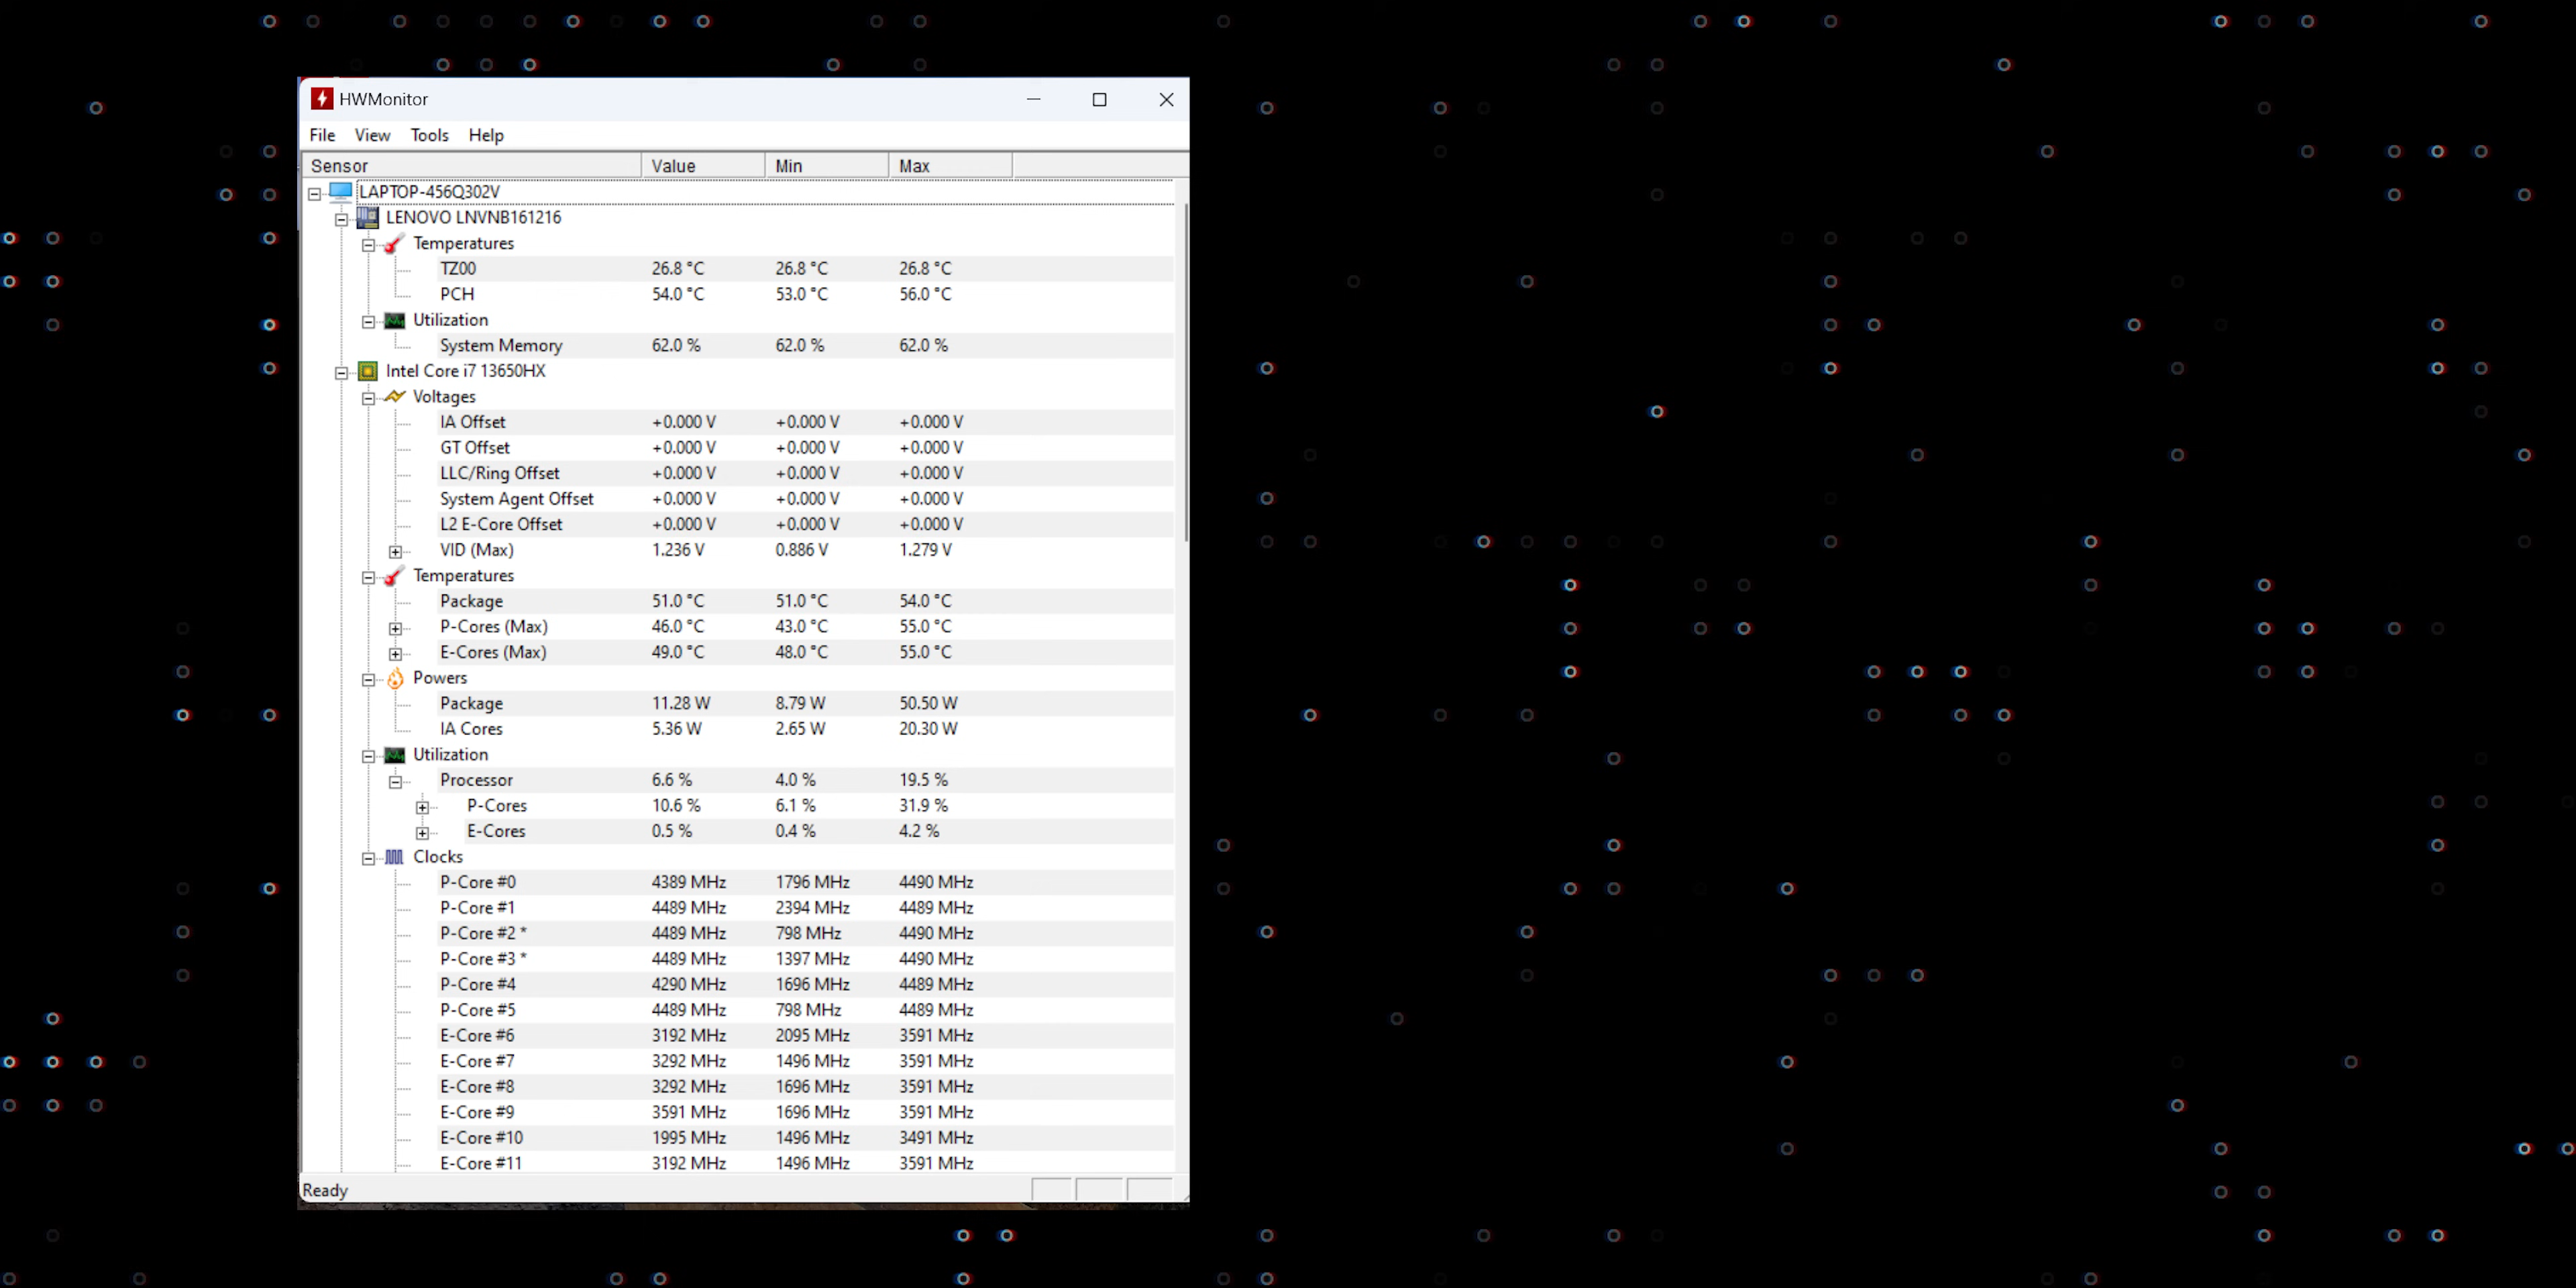 HWMonitor
File View Tools Help
Sensor Value Min Max
LAPTOP-456Q302V
LENOVO LNVNB161216
Temperatures
TZ00 26.8 °C 26.8 °C 26.8 °C
PCH 54.0 °C 53.0 °C 56.0 °C
Utilization
System Memory 62.0 % 62.0 % 62.0 %
Intel Core i7 13650HX
Voltages
IA Offset +0.000 V +0.000 V +0.000 V
GT Offset +0.000 V +0.000 V +0.000 V
LLC/Ring Offset +0.000 V +0.000 V +0.000 V
System Agent Offset +0.000 V +0.000 V +0.000 V
L2 E-Core Offset +0.000 V +0.000 V +0.000 V
VID (Max) 1.236 V 0.886 V 1.279 V
Temperatures
Package 51.0 °C 51.0 °C 54.0 °C
P-Cores (Max) 46.0 °C 43.0 °C 55.0 °C
E-Cores (Max) 49.0 °C 48.0 °C 55.0 °C
Powers
Package 11.28 W 8.79 W 50.50 W
IA Cores 5.36 W 2.65 W 20.30 W
Utilization
Processor 6.6 % 4.0 % 19.5 %
P-Cores 10.6 % 6.1 % 31.9 %
E-Cores 0.5 % 0.4 % 4.2 %
Clocks
P-Core #0 4389 MHz 1796 MHz 4490 MHz
P-Core #1 4489 MHz 2394 MHz 4489 MHz
P-Core #2 * 4489 MHz 798 MHz 4490 MHz
P-Core #3 * 4489 MHz 1397 MHz 4490 MHz
P-Core #4 4290 MHz 1696 MHz 4489 MHz
P-Core #5 4489 MHz 798 MHz 4489 MHz
E-Core #6 3192 MHz 2095 MHz 3591 MHz
E-Core #7 3292 MHz 1496 MHz 3591 MHz
E-Core #8 3292 MHz 1696 MHz 3591 MHz
E-Core #9 3591 MHz 1696 MHz 3591 MHz
E-Core #10 1995 MHz 1496 MHz 3491 MHz
E-Core #11 3192 MHz 1496 MHz 3591 MHz
Ready